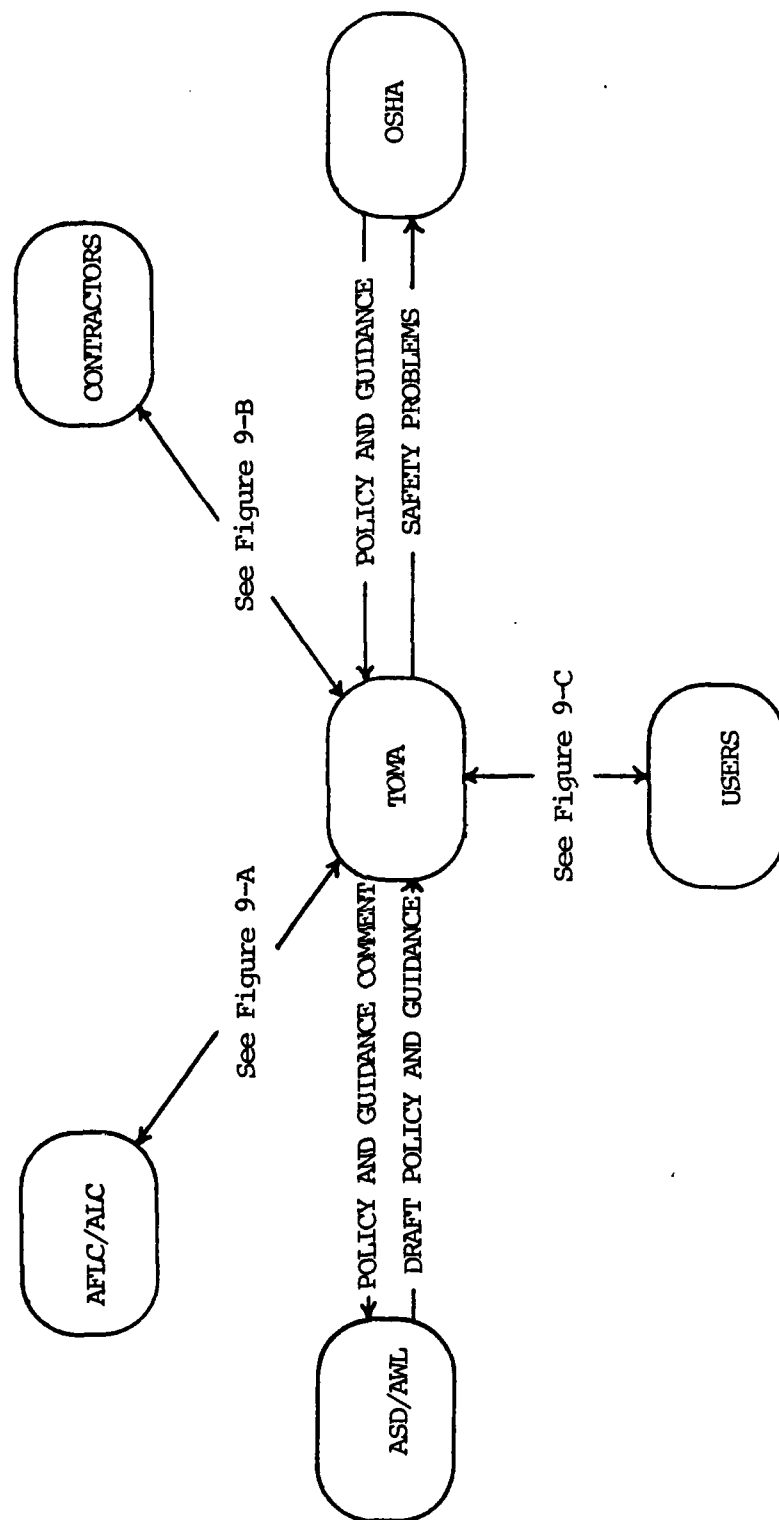 AFLC/ALC
CONTRACTORS
See Figure 9-A
See Figure 9-B
ASD/AWL
POLICY AND GUIDANCE COMMENT
DRAFT POLICY AND GUIDANCE
TOMA
POLICY AND GUIDANCE
SAFETY PROBLEMS
OSHA
See Figure 9-C
USERS